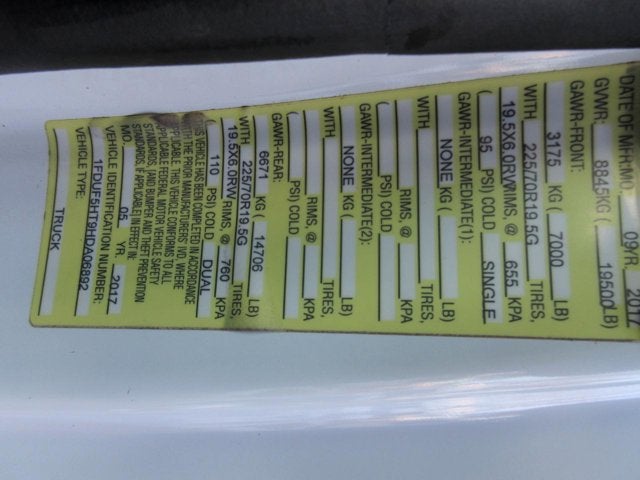 DATE OF MFR: MO. 09 YR. 2017
GVWR: 8845 KG ( 19500 LB)
GAWR-FRONT:
3175 KG ( 7000 LB)
WITH 225/70R19.5G TIRES,
19.5X6.0RW RIMS, @ 655 KPA
( 95 PSI) COLD SINGLE
GAWR-INTERMEDIATE(1):
NONE KG ( LB)
WITH TIRES,
RIMS, @ KPA
( PSI) COLD
GAWR-INTERMEDIATE(2):
NONE KG ( LB)
WITH TIRES,
RIMS, @ KPA
( PSI) COLD
GAWR-REAR:
6671 KG ( 14706 LB)
WITH 225/70R19.5G TIRES,
19.5X6.0RW RIMS, @ 760 KPA
( 110 PSI) COLD DUAL
THIS VEHICLE HAS BEEN COMPLETED IN ACCORDANCE
WITH THE PRIOR MANUFACTURERS' IVD, WHERE
APPLICABLE. THIS VEHICLE CONFORMS TO ALL
APPLICABLE FEDERAL MOTOR VEHICLE SAFETY
STANDARDS, [AND BUMPER AND THEFT PREVENTION
STANDARDS, IF APPLICABLE] IN EFFECT IN:
MO. 05 YR. 2017
VEHICLE IDENTIFICATION NUMBER:
1FDUF5HT9HDA06892
VEHICLE TYPE: TRUCK